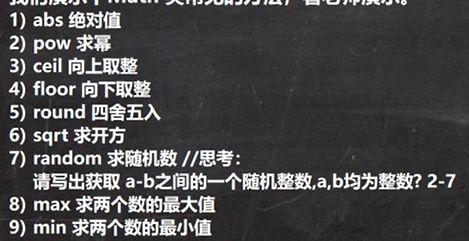 我们演示下Math 类常见的方法，看老师演示。
1) abs 绝对值
2) pow 求幂
3) ceil 向上取整
4) floor 向下取整
5) round 四舍五入
6) sqrt 求开方
7) random 求随机数 //思考：
请写出获取 a-b之间的一个随机整数,a,b均为整数? 2-7
8) max 求两个数的最大值
9) min 求两个数的最小值